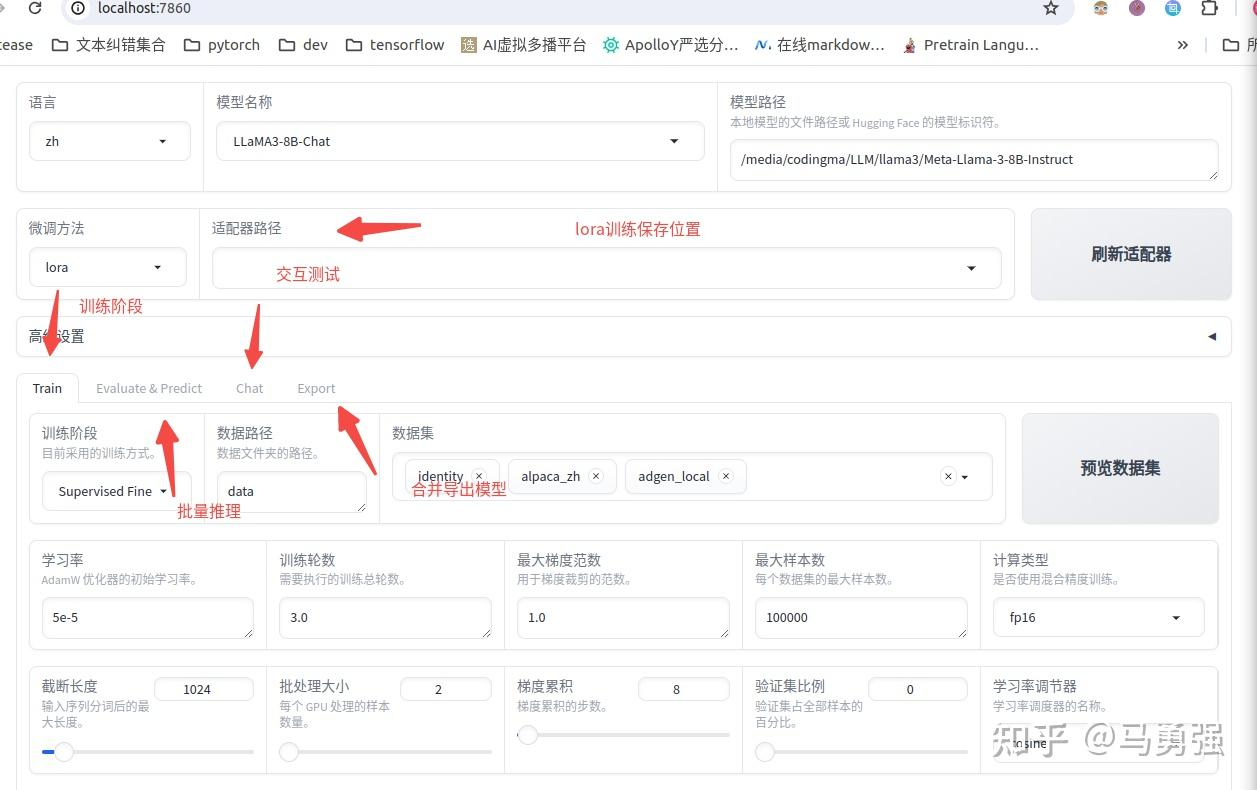 localhost:7860
ease 文本纠错集合 pytorch dev tensorflow AI虚拟多播平台 ApolloY严选分… 在线markdow… Pretrain Langu… » 所
语言 模型名称 模型路径
本地模型的文件路径或 Hugging Face 的模型标识符。
zh LLaMA3-8B-Chat /media/codingma/LLM/llama3/Meta-Llama-3-8B-Instruct
微调方法 适配器路径 lora训练保存位置
刷新适配器
lora 交互测试
训练阶段
高级设置
Train Evaluate & Predict Chat Export
训练阶段 数据路径 数据集
目前采用的训练方式。 数据文件夹的路径。
预览数据集
Supervised Fine data identity × alpaca_zh × adgen_local ×
合并导出模型
批量推理
学习率 训练轮数 最大梯度范数 最大样本数 计算类型
AdamW 优化器的初始学习率。 需要执行的训练总轮数。 用于梯度裁剪的范数。 每个数据集的最大样本数。 是否使用混合精度训练。
5e-5 3.0 1.0 100000 fp16
截断长度 1024 批处理大小 2 梯度累积 8 验证集比例 0 学习率调节器
输入序列分词后的最 每个 GPU 处理的样本 梯度累积的步数。 验证集占全部样本的 学习率调度器的名称。
大长度。 数量。 百分比。
cosine
知乎 @马勇强